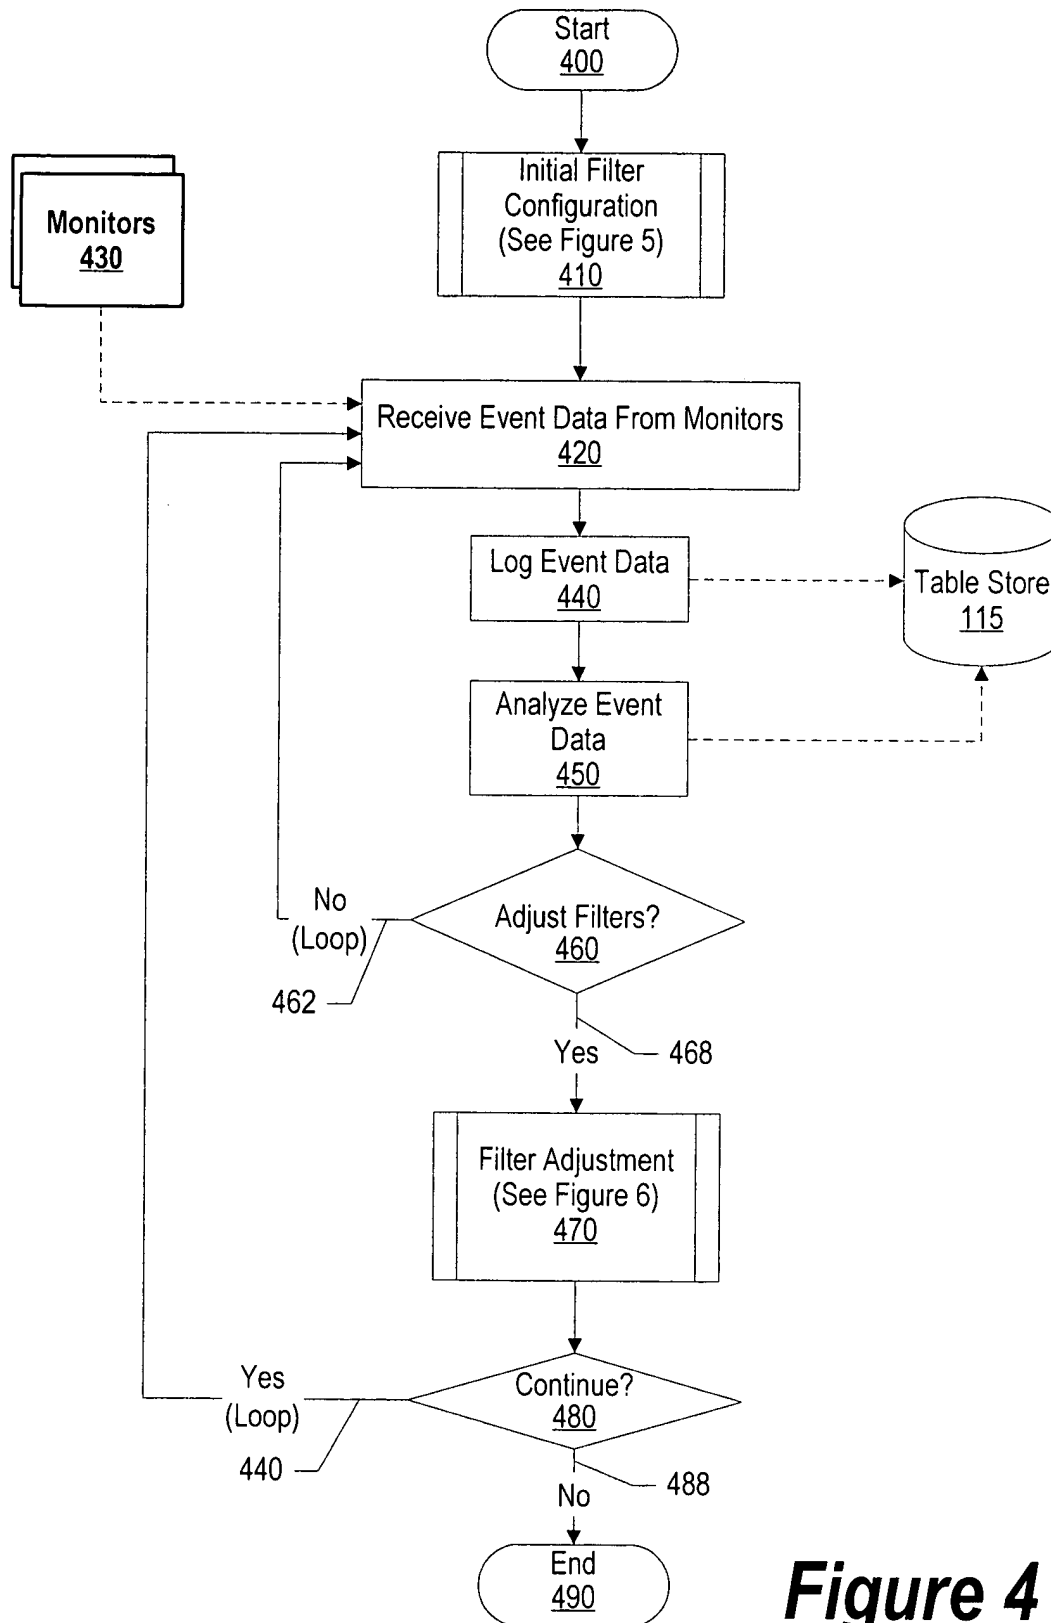 Start
400
Initial Filter
Configuration
(See Figure 5)
410
Monitors
430
Receive Event Data From Monitors
420
Log Event Data
440
Table Store
115
Analyze Event
Data
450
Adjust Filters?
460
No
(Loop)
462
Yes
468
Filter Adjustment
(See Figure 6)
470
Continue?
480
Yes
(Loop)
440
488
No
End
490
Figure 4